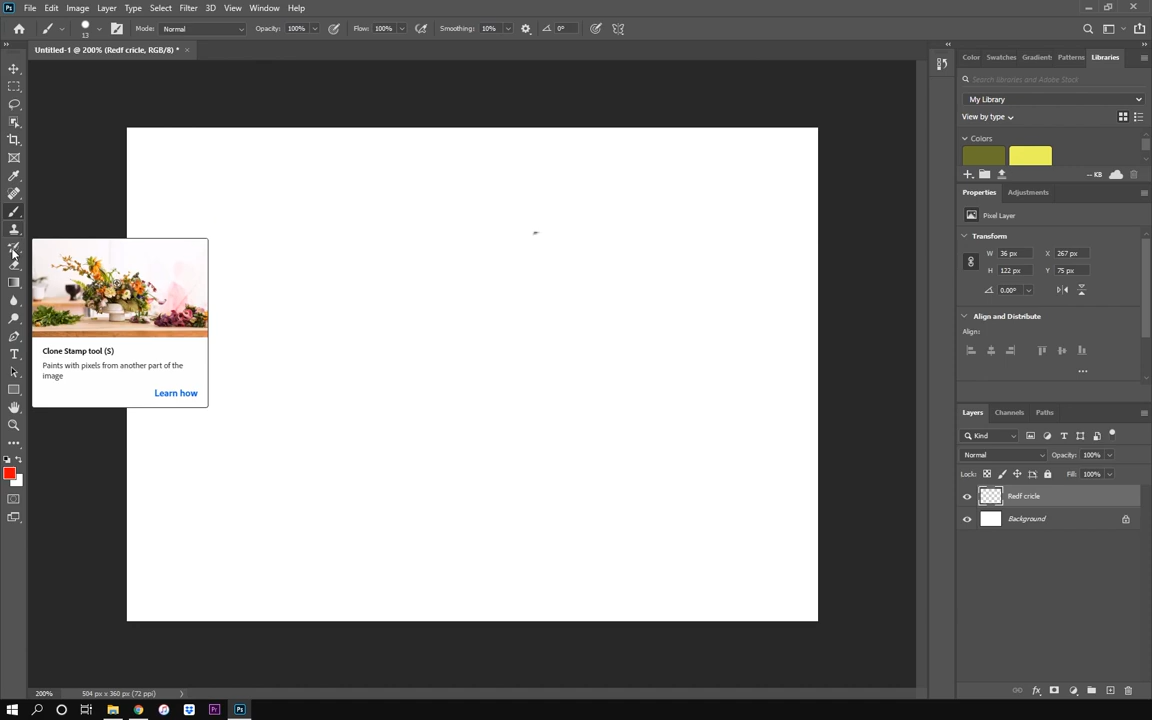 Ps File Edit Image Layer Type Select Filter 3D View Window Help
13 Mode: Normal Opacity: 100% Flow: 100% Smoothing: 10% 0°
Untitled-1 @ 200% (Redf cricle, RGB/8) * ×
Color Swatches Gradient: Patterns Libraries
Search libraries and Adobe Stock
My Library
View by type
Colors
-- KB
Properties Adjustments
Pixel Layer
Transform
W 36 px X 267 px
H 122 px Y 75 px
0.00°
Align and Distribute
Align:
Clone Stamp tool (S)
Paints with pixels from another part of the
image
Learn how
Layers Channels Paths
Kind
Normal Opacity: 100%
Lock: Fill: 100%
Redf cricle
Background
200% 504 px x 360 px (72 ppi)
Pr Ps